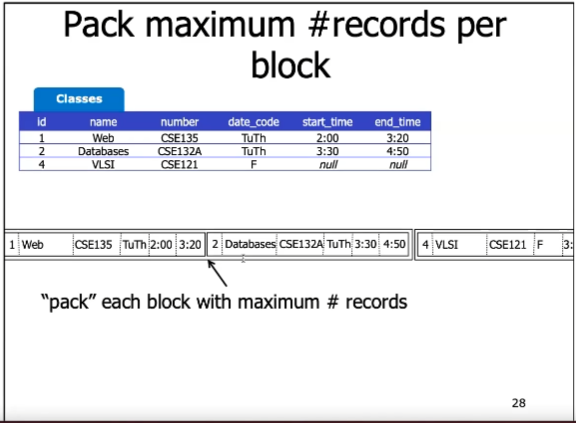 Pack maximum #records per
block
Classes
id name number date_code start_time end_time
1 Web CSE135 TuTh 2:00 3:20
2 Databases CSE132A TuTh 3:30 4:50
4 VLSI CSE121 F null null
1 Web CSE135 TuTh 2:00 3:20 2 Databases CSE132A TuTh 3:30 4:50 4 VLSI CSE121 F 3:
“pack” each block with maximum # records
28